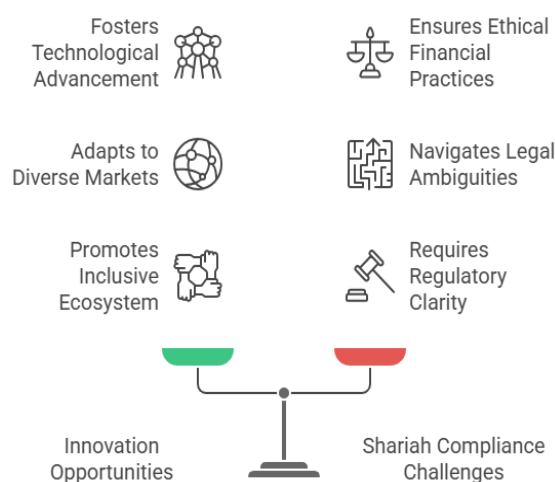 Fosters
Technological
Advancement
Ensures Ethical
Financial
Practices
Adapts to
Diverse Markets
Navigates Legal
Ambiguities
Promotes
Inclusive
Ecosystem
Requires
Regulatory
Clarity
Innovation
Opportunities
Shariah Compliance
Challenges